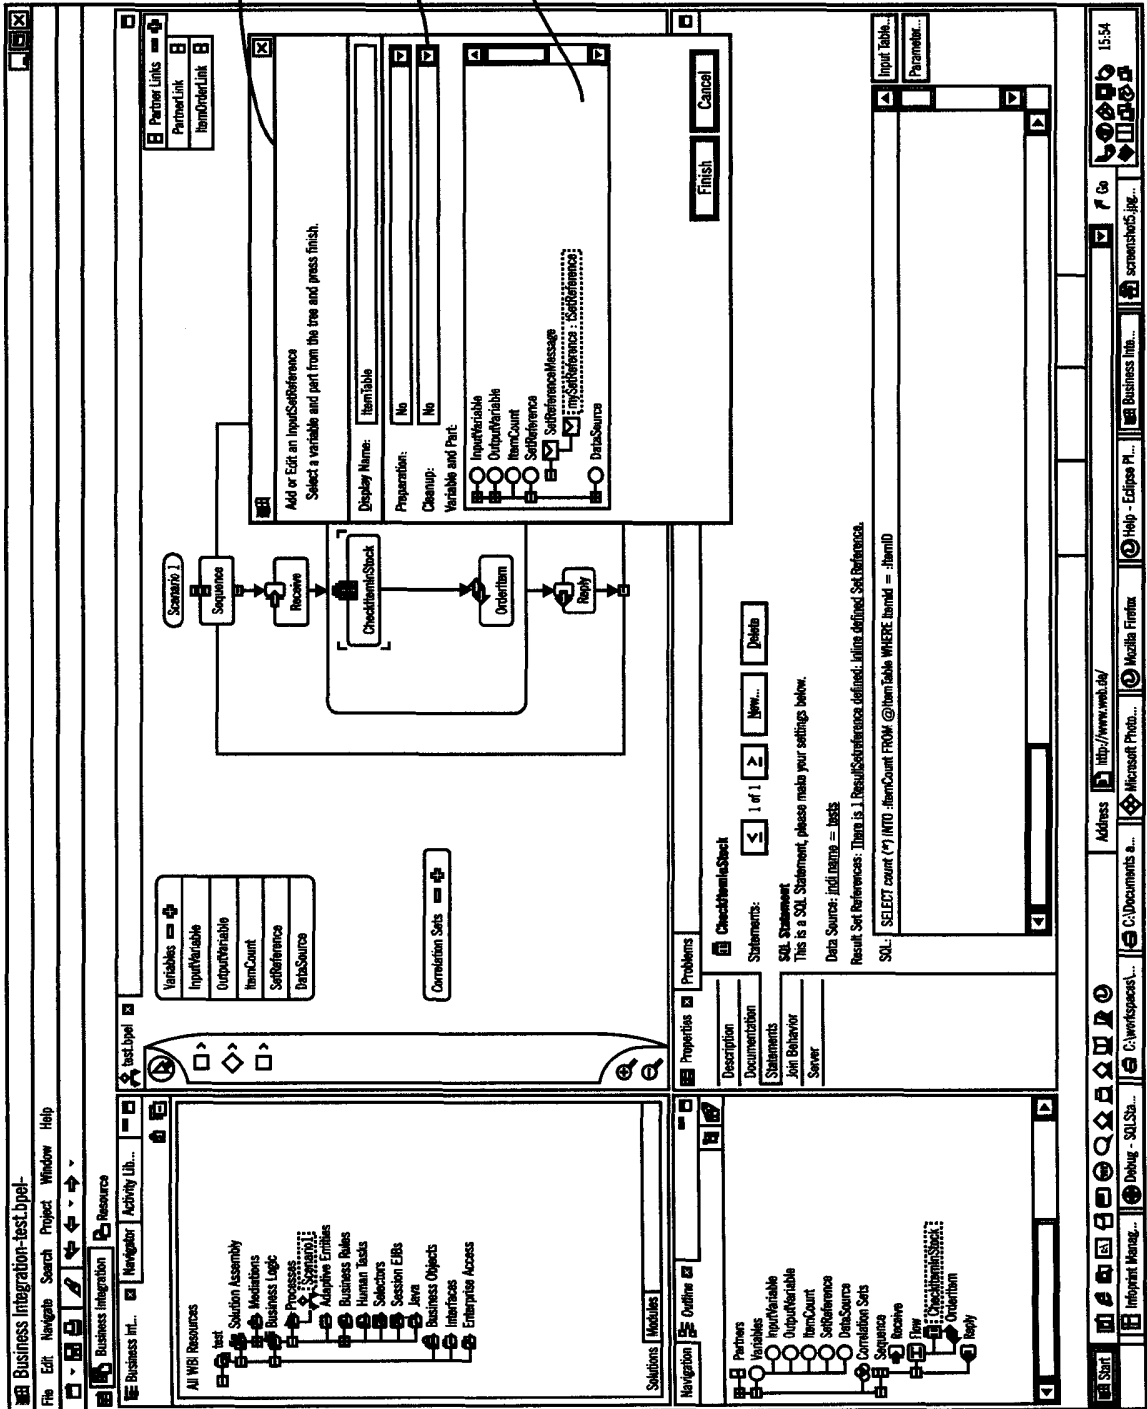 Business Integration-test.bpel-
File Edit Navigate Search Project Window Help
Business Integration Resource
Business Int... Navigator Activity Lib...
All WBI Resources
test
Solution Assembly
Mediations
Business Logic
Processes
Scenario1
Adaptive Entities
Business Rules
Human Tasks
Selectors
Session EJBs
Java
Business Objects
Interfaces
Enterprise Access
Solutions Modules
Navigation Outline
Partners
Variables
InputVariable
OutputVariable
ItemCount
SetReference
DataSource
Correlation Sets
Sequence
Receive
Flow
CheckItemInStock
OrderItem
Reply
test.bpel
Variables
InputVariable
OutputVariable
ItemCount
SetReference
DataSource
Correlation Sets
Scenario 1
Sequence
Receive
CheckItemInStock
OrderItem
Reply
Partner Links
PartnerLink
ItemOrderLink
Add or Edit an InputSetReference
Select a variable and part from the tree and press finish.
Display Name: ItemTable
Preparation: No
Cleanup: No
Variable and Part:
InputVariable
OutputVariable
ItemCount
SetReference
SetReferenceMessage
mySetReference : tSetReference
DataSource
Finish Cancel
Properties Problems
Description
Documentation
Statements
Join Behavior
Server
CheckItemInStock
Statements: ≤ 1 of 1 ≥ New... Delete
SQL Statement
This is a SQL Statement, please make your settings below.
Data Source: jndi name = tests
Result Set References: There is 1 ResultSetreference defined: Inline defined Set Reference.
SQL: SELECT count (*) INTO :ItemCount FROM @ItemTable WHERE ItemId = :ItemID
Input Table...
Parameter...
Start
Address http://www.web.de/ Go
15:54
Infoprint Manag... Debug - SQLSta... C:\workspaces\... C:\Documents a... Microsoft Photo... Mozilla Firefox Help - Eclipse Pl... Business Inte... screenshot5.jpg...